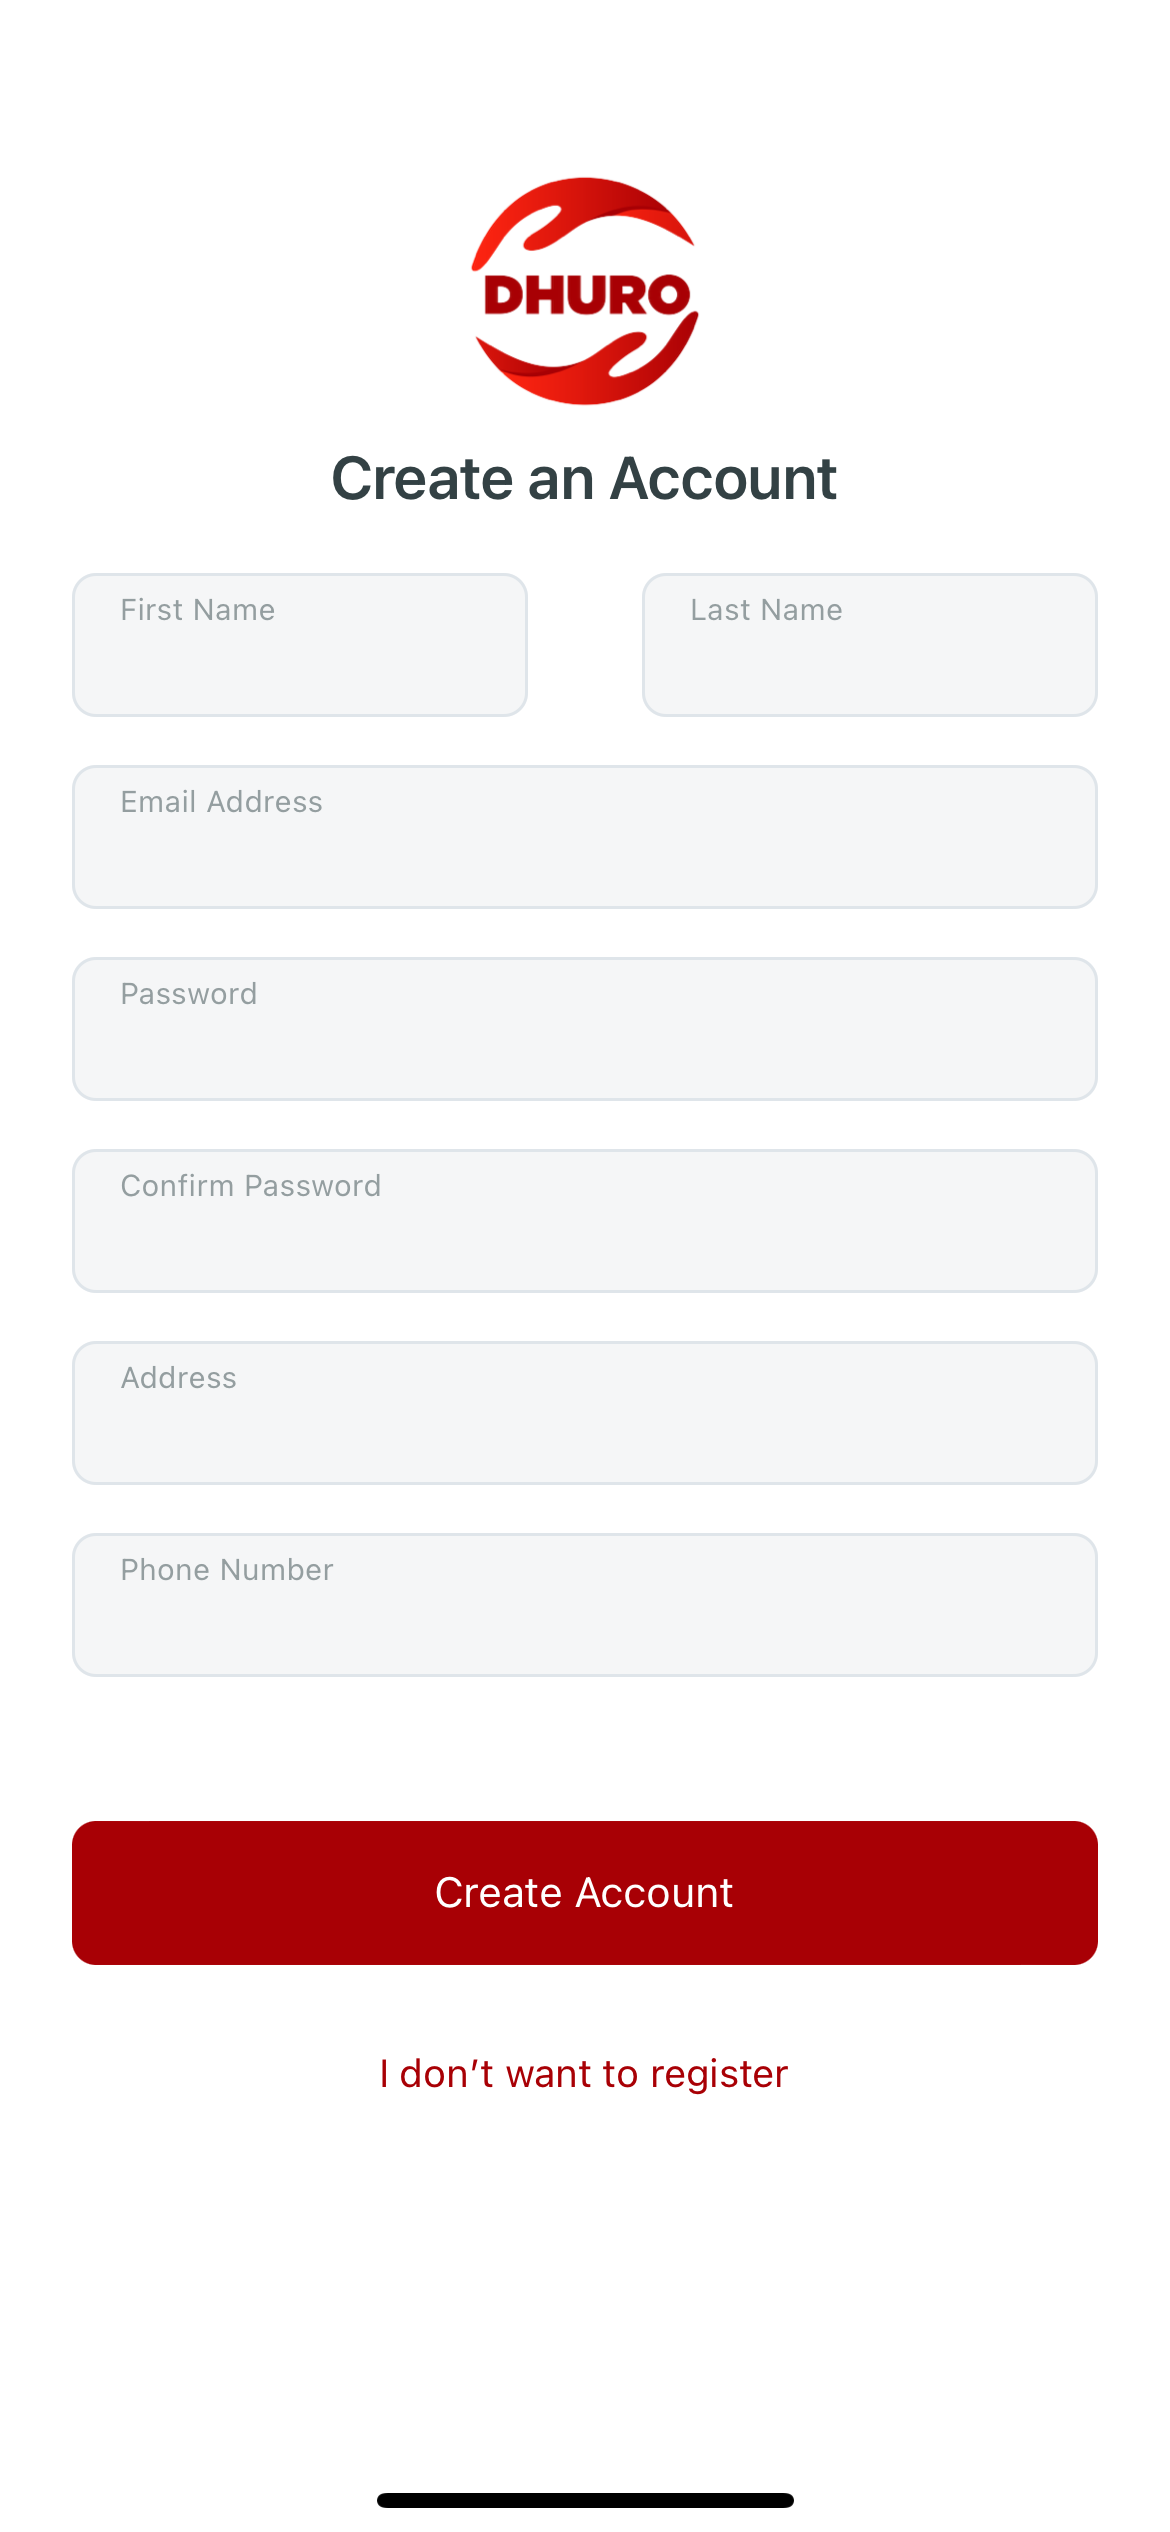 DHURO
Create an Account
First Name
Last Name
Email Address
Password
Confirm Password
Address
Phone Number
Create Account
I don’t want to register